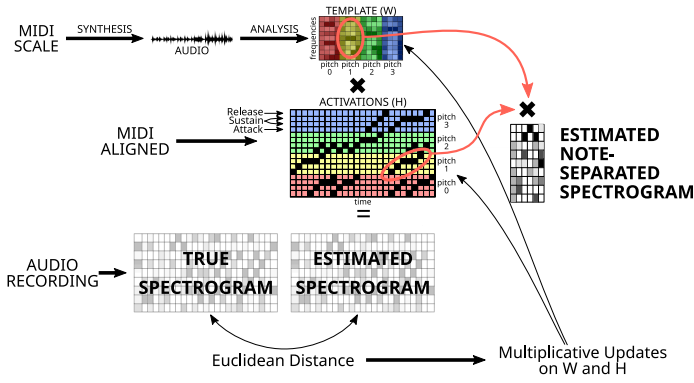 TEMPLATE (W)
MIDI
SCALE
SYNTHESIS
AUDIO
ANALYSIS
frequencies
pitch
0
pitch
1
pitch
2
pitch
3
ACTIVATIONS (H)
Release
Sustain
Attack
MIDI
ALIGNED
pitch
3
pitch
2
pitch
1
pitch
0
time
=
ESTIMATED
NOTE-
SEPARATED
SPECTROGRAM
AUDIO
RECORDING
TRUE
SPECTROGRAM
ESTIMATED
SPECTROGRAM
Euclidean Distance
Multiplicative Updates
on W and H